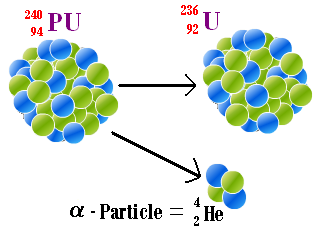 240
94 PU
236
92 U
α - Particle = 4
2 He